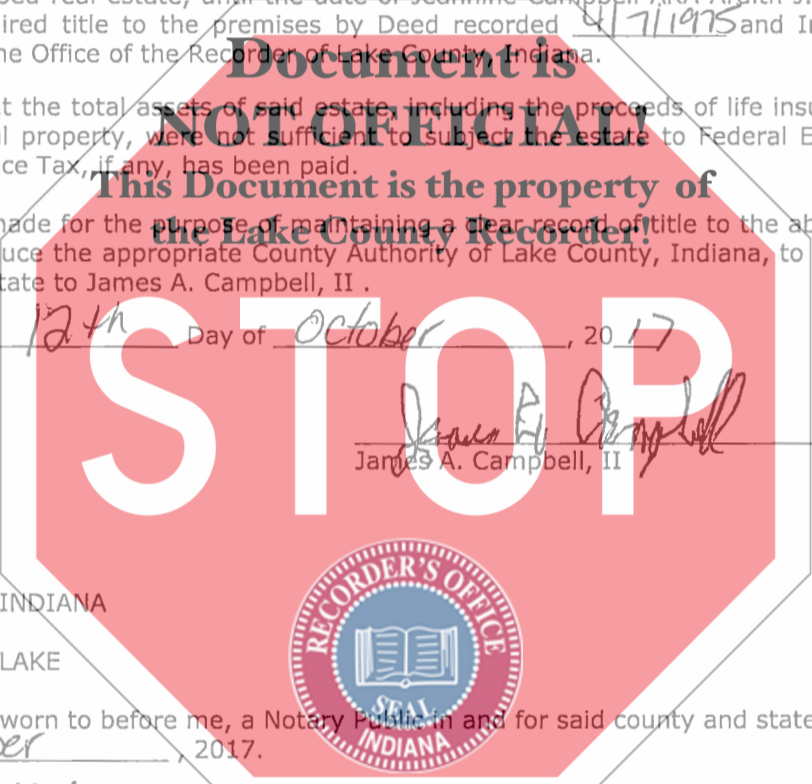 ired title to the premises by Deed recorded 4/7/1975 and I
he Office of the Recorder of Lake County, Indiana.
Document is
t the total assets of said estate, including the proceeds of life ins
NOT OFFICIAL!
l property, were not sufficient to subject the estate to Federal E
ce Tax, if any, has been paid.
This Document is the property of
nade for the purpose of maintaining a clear record of title to the ab
the Lake County Recorder!
uce the appropriate County Authority of Lake County, Indiana, to
tate to James A. Campbell, II .
12th Day of October, 2017
STOP
James A. Campbell
James A. Campbell, II
RECORDER'S OFFICE
SEAL
INDIANA
INDIANA
LAKE
worn to before me, a Notary Public in and for said county and state
ber, 2017.